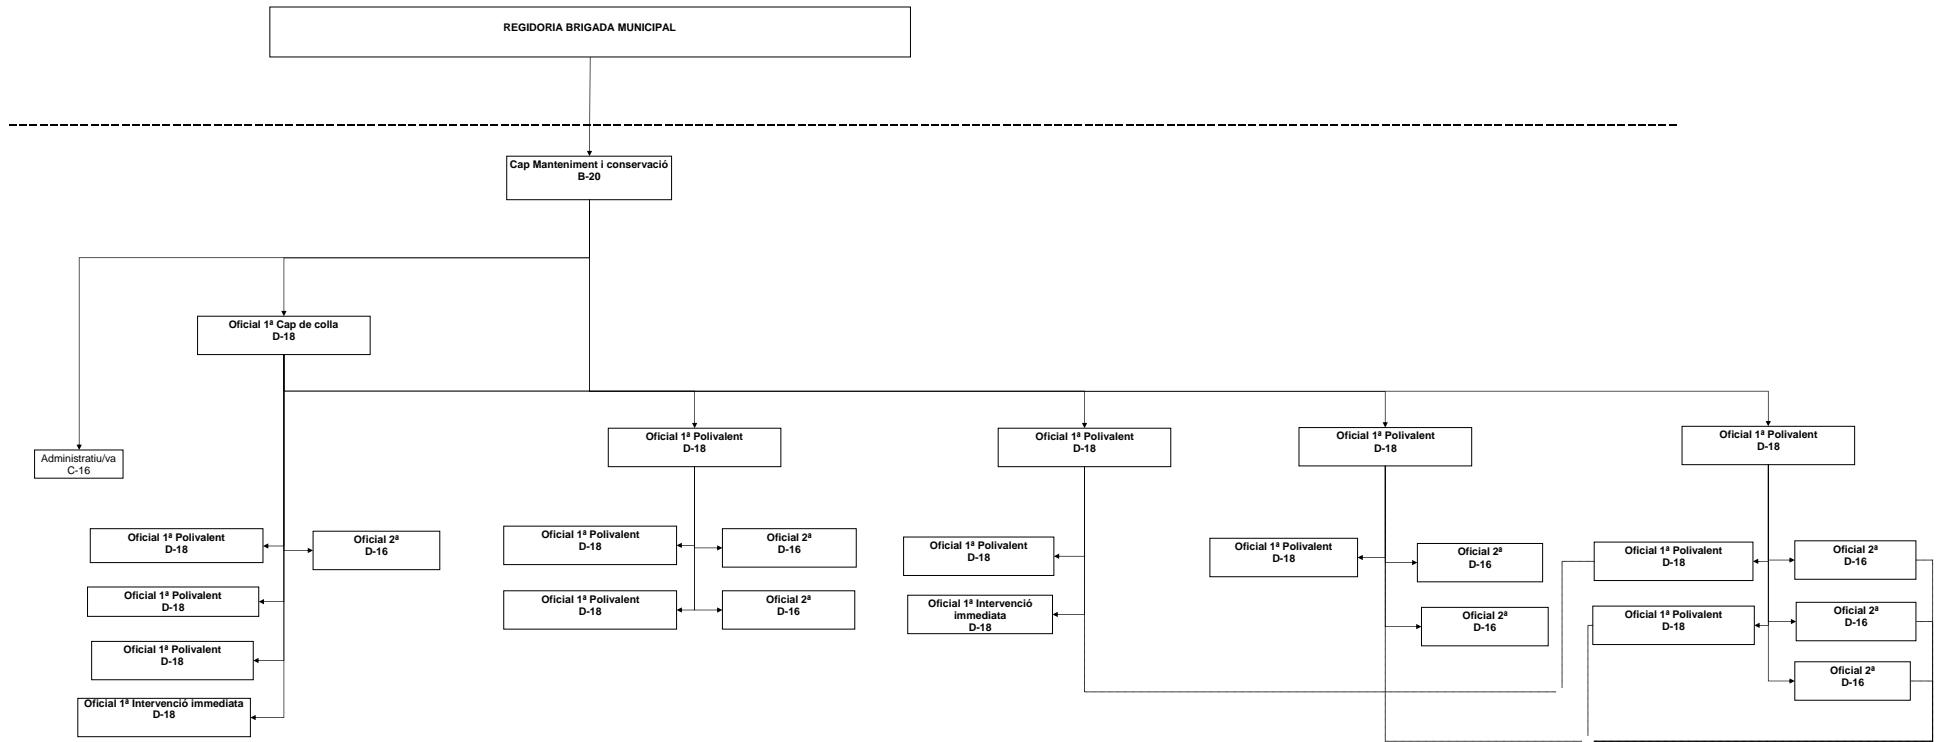 REGIDORIA BRIGADA MUNICIPAL
Cap Manteniment i conservació
B-20
Oficial 1ª Cap de colla
D-18
Administratiu/va
C-16
Oficial 1ª Polivalent
D-18
Oficial 1ª Polivalent
D-18
Oficial 1ª Polivalent
D-18
Oficial 1ª Polivalent
D-18
Oficial 1ª Polivalent
D-18
Oficial 2ª
D-16
Oficial 1ª Polivalent
D-18
Oficial 1ª Polivalent
D-18
Oficial 1ª Intervenció immediata
D-18
Oficial 1ª Polivalent
D-18
Oficial 2ª
D-16
Oficial 1ª Polivalent
D-18
Oficial 2ª
D-16
Oficial 1ª Polivalent
D-18
Oficial 1ª Intervenció
immediata
D-18
Oficial 1ª Polivalent
D-18
Oficial 2ª
D-16
Oficial 2ª
D-16
Oficial 1ª Polivalent
D-18
Oficial 2ª
D-16
Oficial 1ª Polivalent
D-18
Oficial 2ª
D-16
Oficial 2ª
D-16